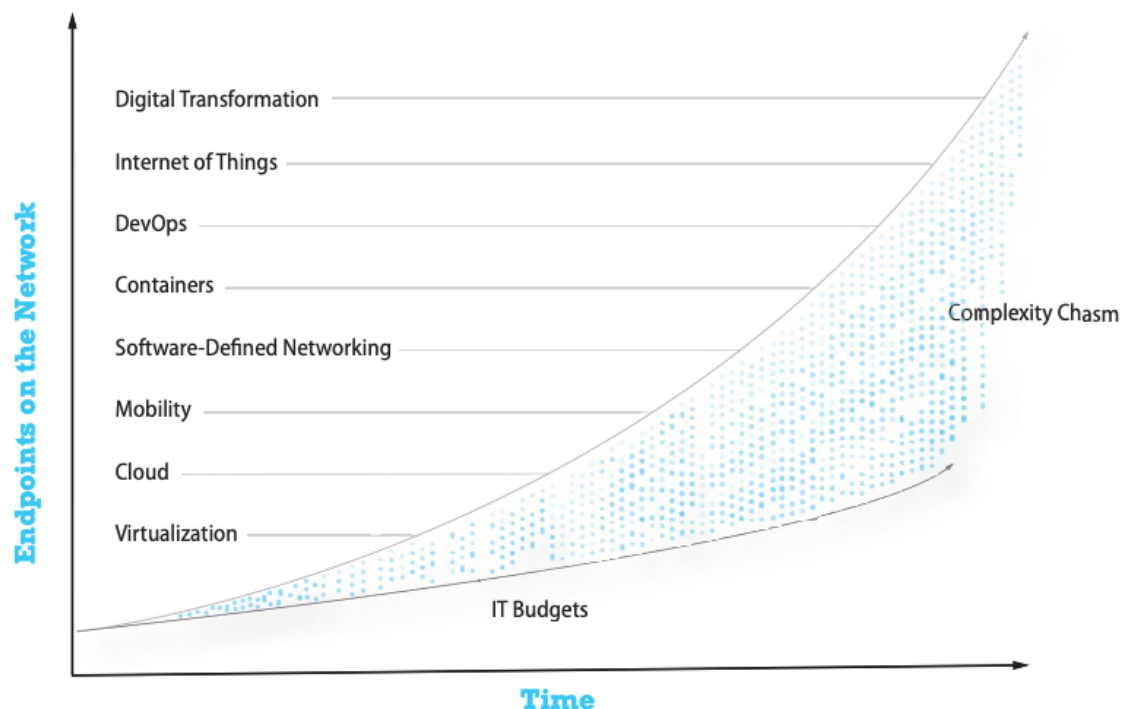 Digital Transformation
Internet of Things
DevOps
Containers
Software-Defined Networking
Mobility
Cloud
Virtualization
Endpoints on the Network
Complexity Chasm
IT Budgets
Time